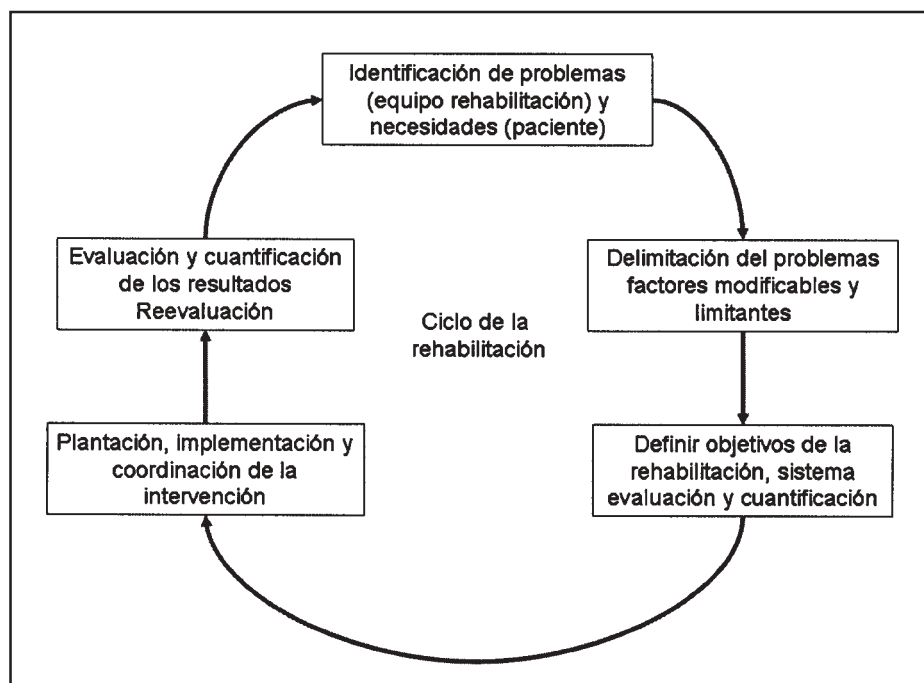 Identificación de problemas
(equipo rehabilitación) y
necesidades (paciente)
Delimitación del problemas
factores modificables y
limitantes
Definir objetivos de la
rehabilitación, sistema
evaluación y cuantificación
Plantación, implementación y
coordinación de la
intervención
Evaluación y cuantificación
de los resultados
Reevaluación
Ciclo de la
rehabilitación